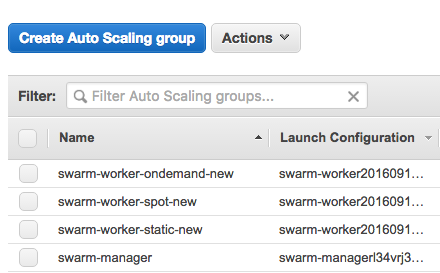 Create Auto Scaling group Actions
Filter: Filter Auto Scaling groups...
Name Launch Configuration
swarm-worker-ondemand-new swarm-worker2016091...
swarm-worker-spot-new swarm-worker2016091...
swarm-worker-static-new swarm-worker2016091...
swarm-manager swarm-managerl34vrj3...